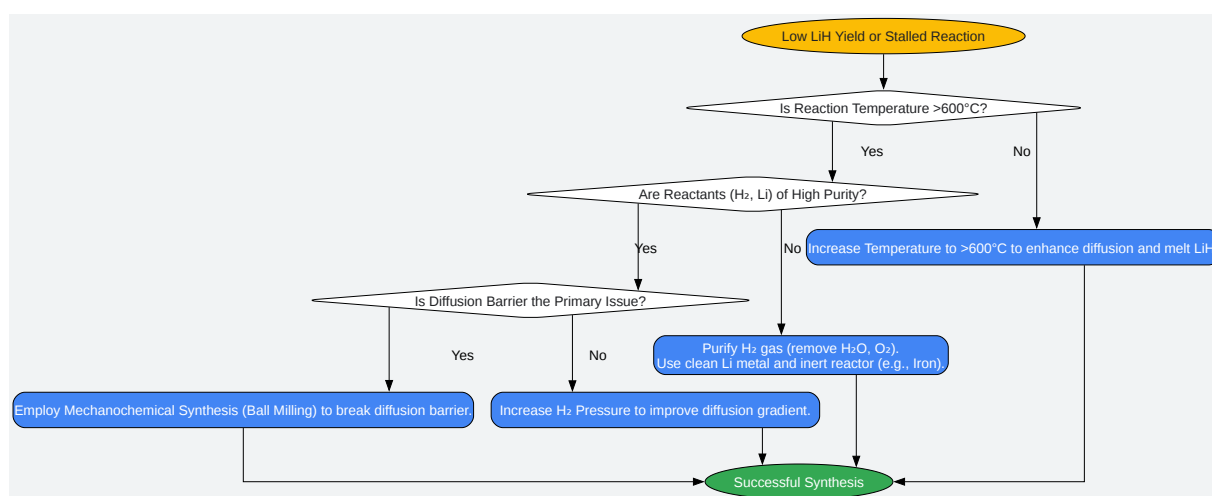 Low LiH Yield or Stalled Reaction
Is Reaction Temperature >600°C?
Yes
No
Are Reactants (H₂, Li) of High Purity?
Yes
No
Increase Temperature to >600°C to enhance diffusion and melt LiH
Is Diffusion Barrier the Primary Issue?
Yes
No
Purify H₂ gas (remove H₂O, O₂).
Use clean Li metal and inert reactor (e.g., Iron).
Employ Mechanochemical Synthesis (Ball Milling) to break diffusion barrier.
Increase H₂ Pressure to improve diffusion gradient.
Successful Synthesis